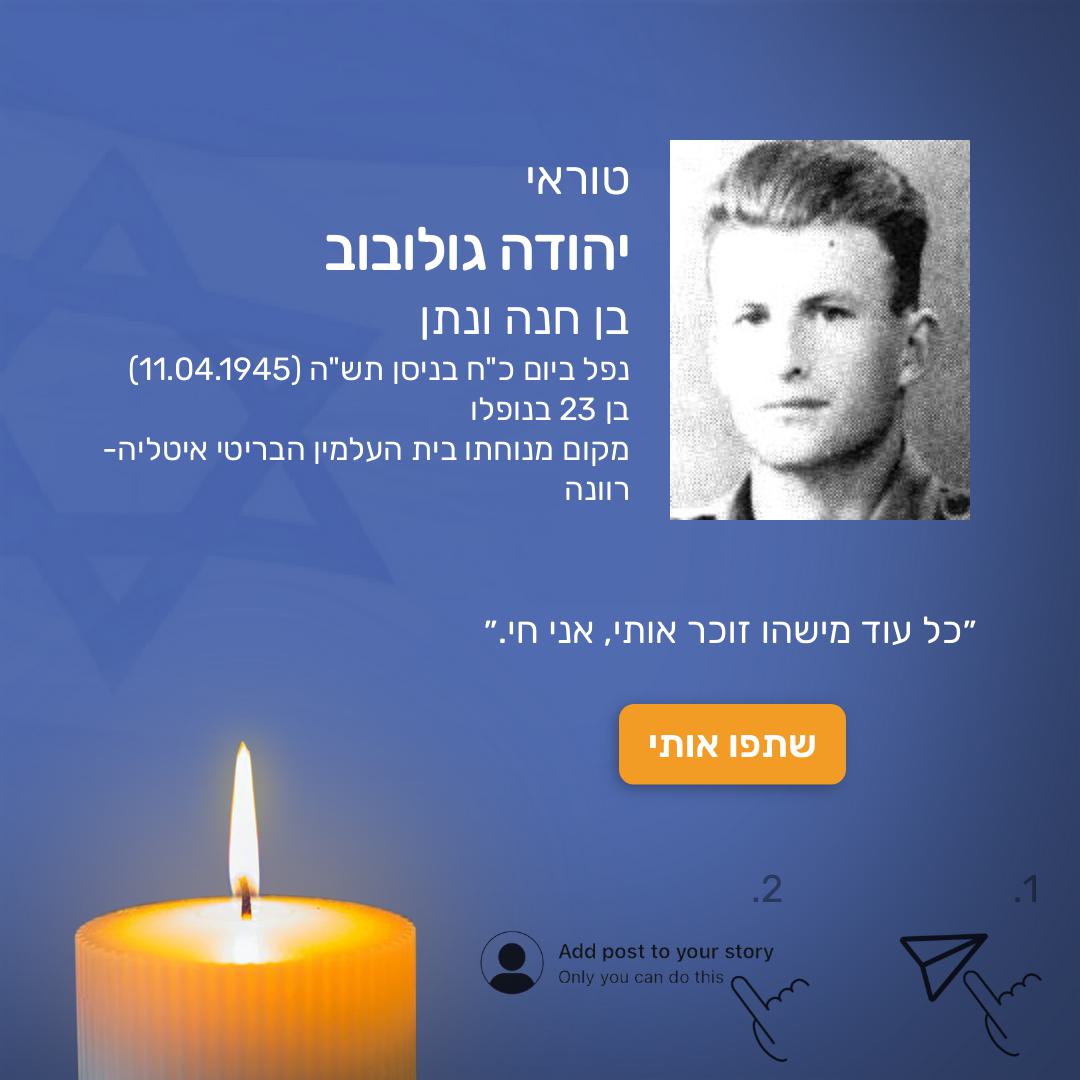 טוראי
יהודה גולובוב
בן חנה ונתן
נפל ביום כ"ח בניסן תש"ה (11.04.1945)
בן 23 בנופלו
מקום מנוחתו בית העלמין הבריטי איטליה-
רוונה
״כל עוד מישהו זוכר אותי, אני חי.״
שתפו אותי
.1
.2
Add post to your story
Only you can do this